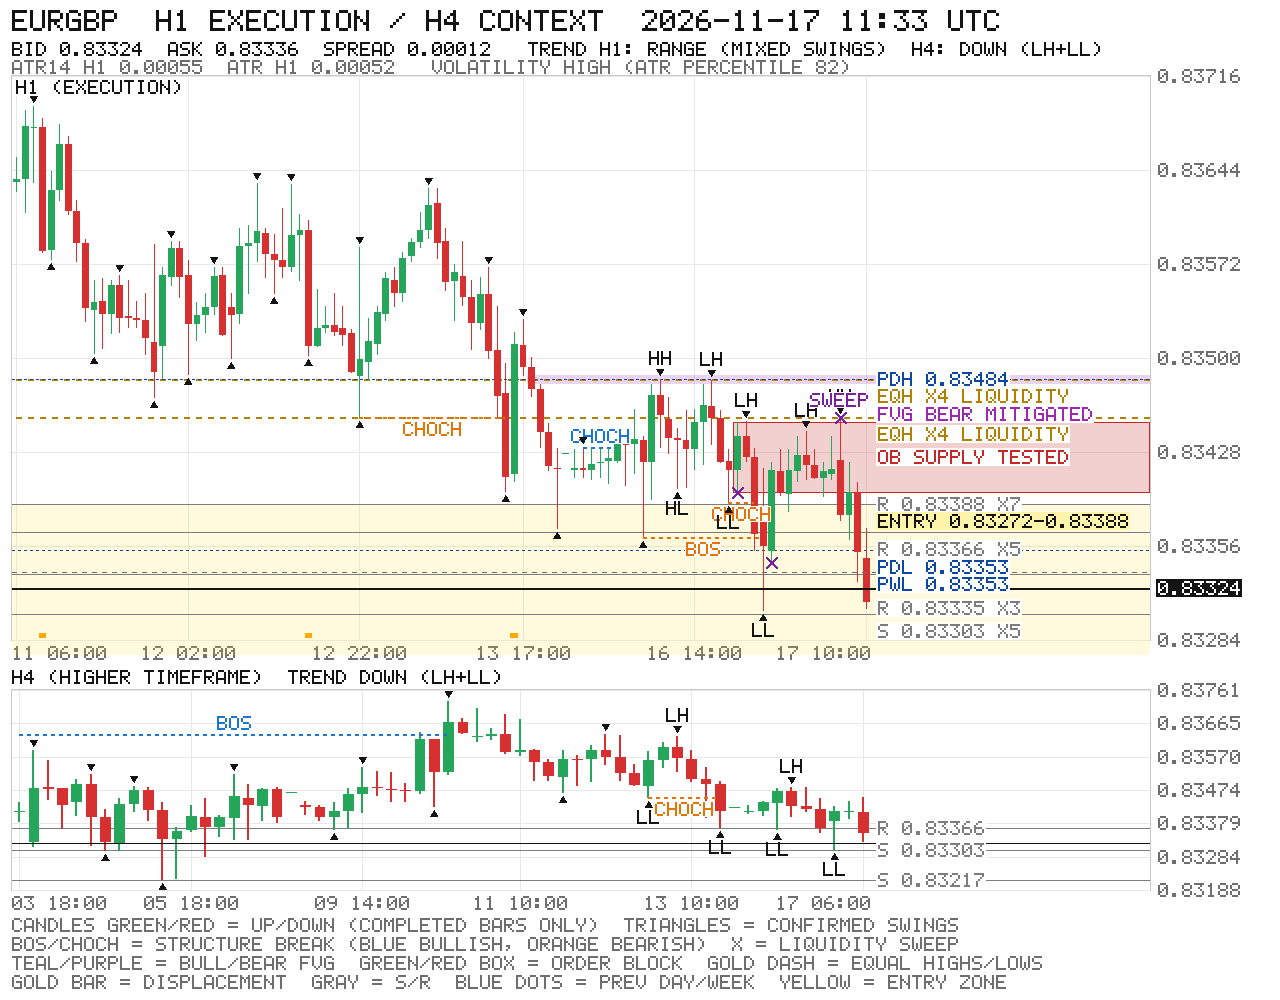 EURGBP  H1 EXECUTION / H4 CONTEXT  2026-11-17 11:33 UTC
BID 0.83324  ASK 0.83336  SPREAD 0.00012  TREND H1: RANGE (MIXED SWINGS)  H4: DOWN (LH+LL)
ATR14 H1 0.00055  ATR H1 0.00052  VOLATILITY HIGH (ATR PERCENTILE 82)
0.83716
H1 (EXECUTION)
0.83644
0.83572
HH
LH
0.83500
PDH 0.83484
LH
SWEEP
EQH X4 LIQUIDITY
LH
FVG BEAR MITIGATED
CHOCH
CHOCH
EQH X4 LIQUIDITY
0.83428
OB SUPPLY TESTED
HL
R 0.83388 X7
CHOCH
LL
ENTRY 0.83272-0.83388
BOS
R 0.83366 X5
0.83356
PDL 0.83353
PWL 0.83353
0.83324
R 0.83335 X3
LL
S 0.83303 X5
0.83284
11 06:00  12 02:00  12 22:00  13 17:00  16 14:00  17 10:00
H4 (HIGHER TIMEFRAME)  TREND DOWN (LH+LL)
0.83761
BOS
LH
0.83665
0.83570
LH
0.83474
CHOCH
LL
R 0.83366
0.83379
LL
LL
S 0.83303
0.83284
LL
S 0.83217
0.83188
03 18:00  05 18:00  09 14:00  11 10:00  13 10:00  17 06:00
CANDLES GREEN/RED = UP/DOWN (COMPLETED BARS ONLY)  TRIANGLES = CONFIRMED SWINGS
BOS/CHOCH = STRUCTURE BREAK (BLUE BULLISH, ORANGE BEARISH)  X = LIQUIDITY SWEEP
TEAL/PURPLE = BULL/BEAR FVG  GREEN/RED BOX = ORDER BLOCK  GOLD DASH = EQUAL HIGHS/LOWS
GOLD BAR = DISPLACEMENT  GRAY = S/R  BLUE DOTS = PREV DAY/WEEK  YELLOW = ENTRY ZONE